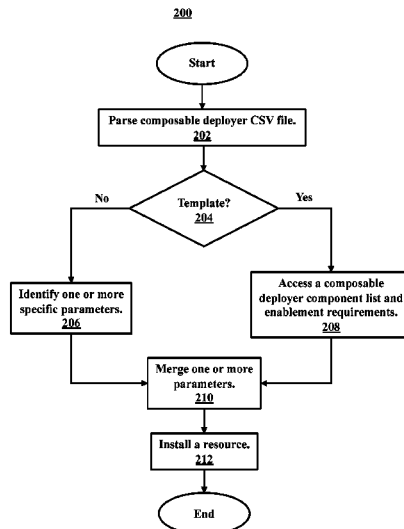 200
Start
Parse composable deployer CSV file.
202
Template?
204
No
Yes
Identify one or more
specific parameters.
206
Access a composable
deployer component list and
enablement requirements.
208
Merge one or more
parameters.
210
Install a resource.
212
End